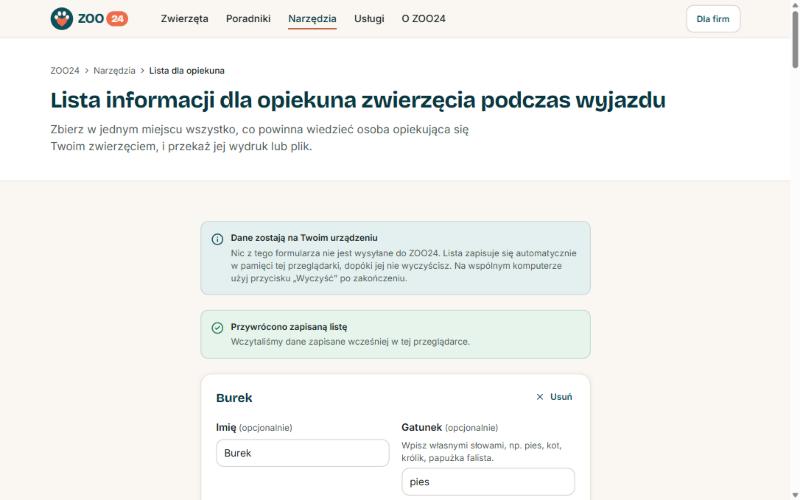 ZOO 24
Zwierzęta
Poradniki
Narzędzia
Usługi
O ZOO24
Dla firm
ZOO24 > Narzędzia > Lista dla opiekuna
Lista informacji dla opiekuna zwierzęcia podczas wyjazdu
Zbierz w jednym miejscu wszystko, co powinna wiedzieć osoba opiekująca się
Twoim zwierzęciem, i przekaż jej wydruk lub plik.
Dane zostają na Twoim urządzeniu
Nic z tego formularza nie jest wysyłane do ZOO24. Lista zapisuje się automatycznie
w pamięci tej przeglądarki, dopóki jej nie wyczyścisz. Na wspólnym komputerze
użyj przycisku „Wyczyść” po zakończeniu.
Przywrócono zapisaną listę
Wczytaliśmy dane zapisane wcześniej w tej przeglądarce.
Burek
Usuń
Imię (opcjonalnie)
Burek
Gatunek (opcjonalnie)
Wpisz własnymi słowami, np. pies, kot,
królik, papużka falista.
pies